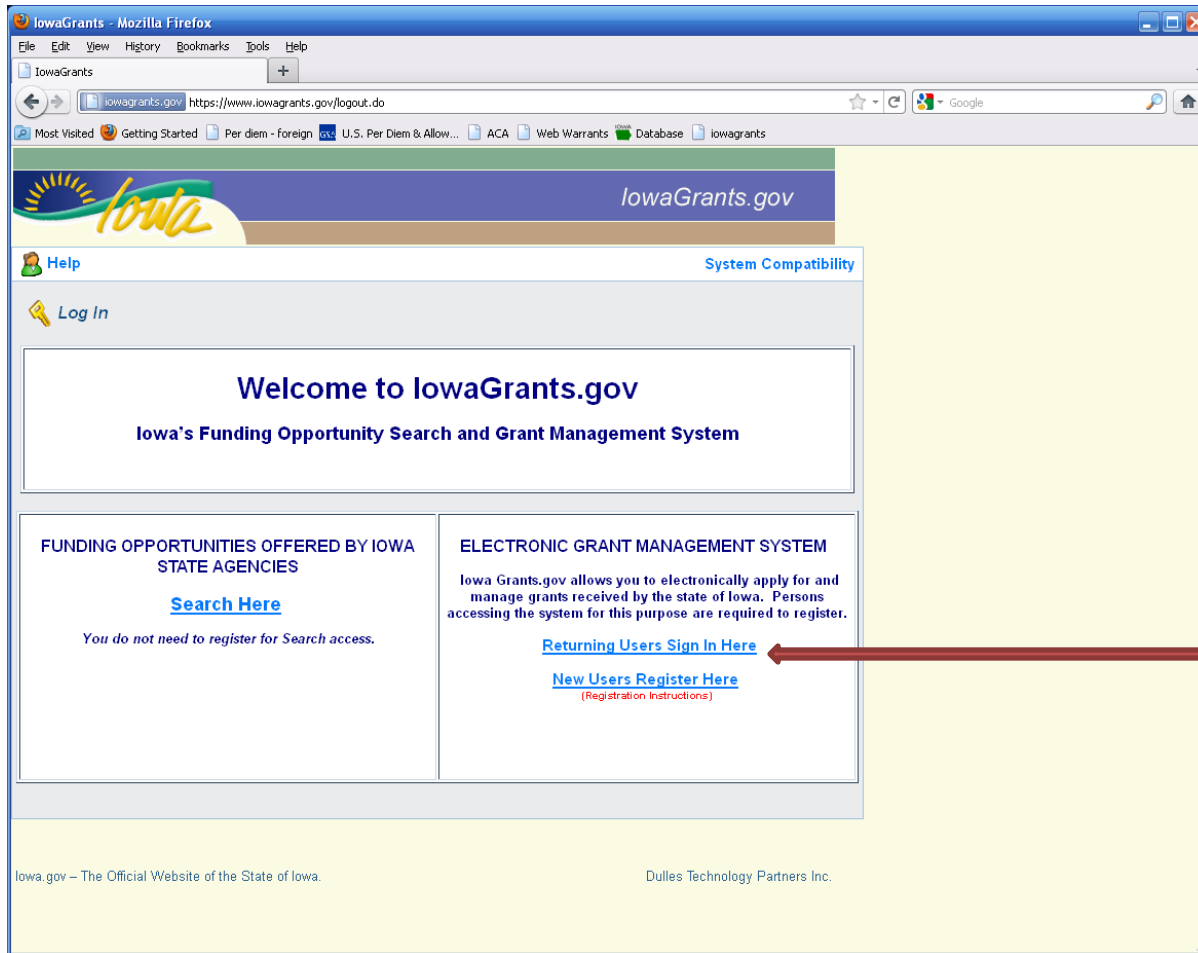 IowaGrants - Mozilla Firefox
File Edit View History Bookmarks Tools Help
IowaGrants +
iowagrants.gov https://www.iowagrants.gov/logout.do Google
Most Visited Getting Started Per diem - foreign GSA U.S. Per Diem & Allow... ACA Web Warrants Database iowagrants
Iowa
IowaGrants.gov
Help System Compatibility
Log In
Welcome to IowaGrants.gov
Iowa's Funding Opportunity Search and Grant Management System
FUNDING OPPORTUNITIES OFFERED BY IOWA
STATE AGENCIES
Search Here
You do not need to register for Search access.
ELECTRONIC GRANT MANAGEMENT SYSTEM
Iowa Grants.gov allows you to electronically apply for and
manage grants received by the state of Iowa. Persons
accessing the system for this purpose are required to register.
Returning Users Sign In Here
New Users Register Here
(Registration Instructions)
Iowa.gov – The Official Website of the State of Iowa. Dulles Technology Partners Inc.